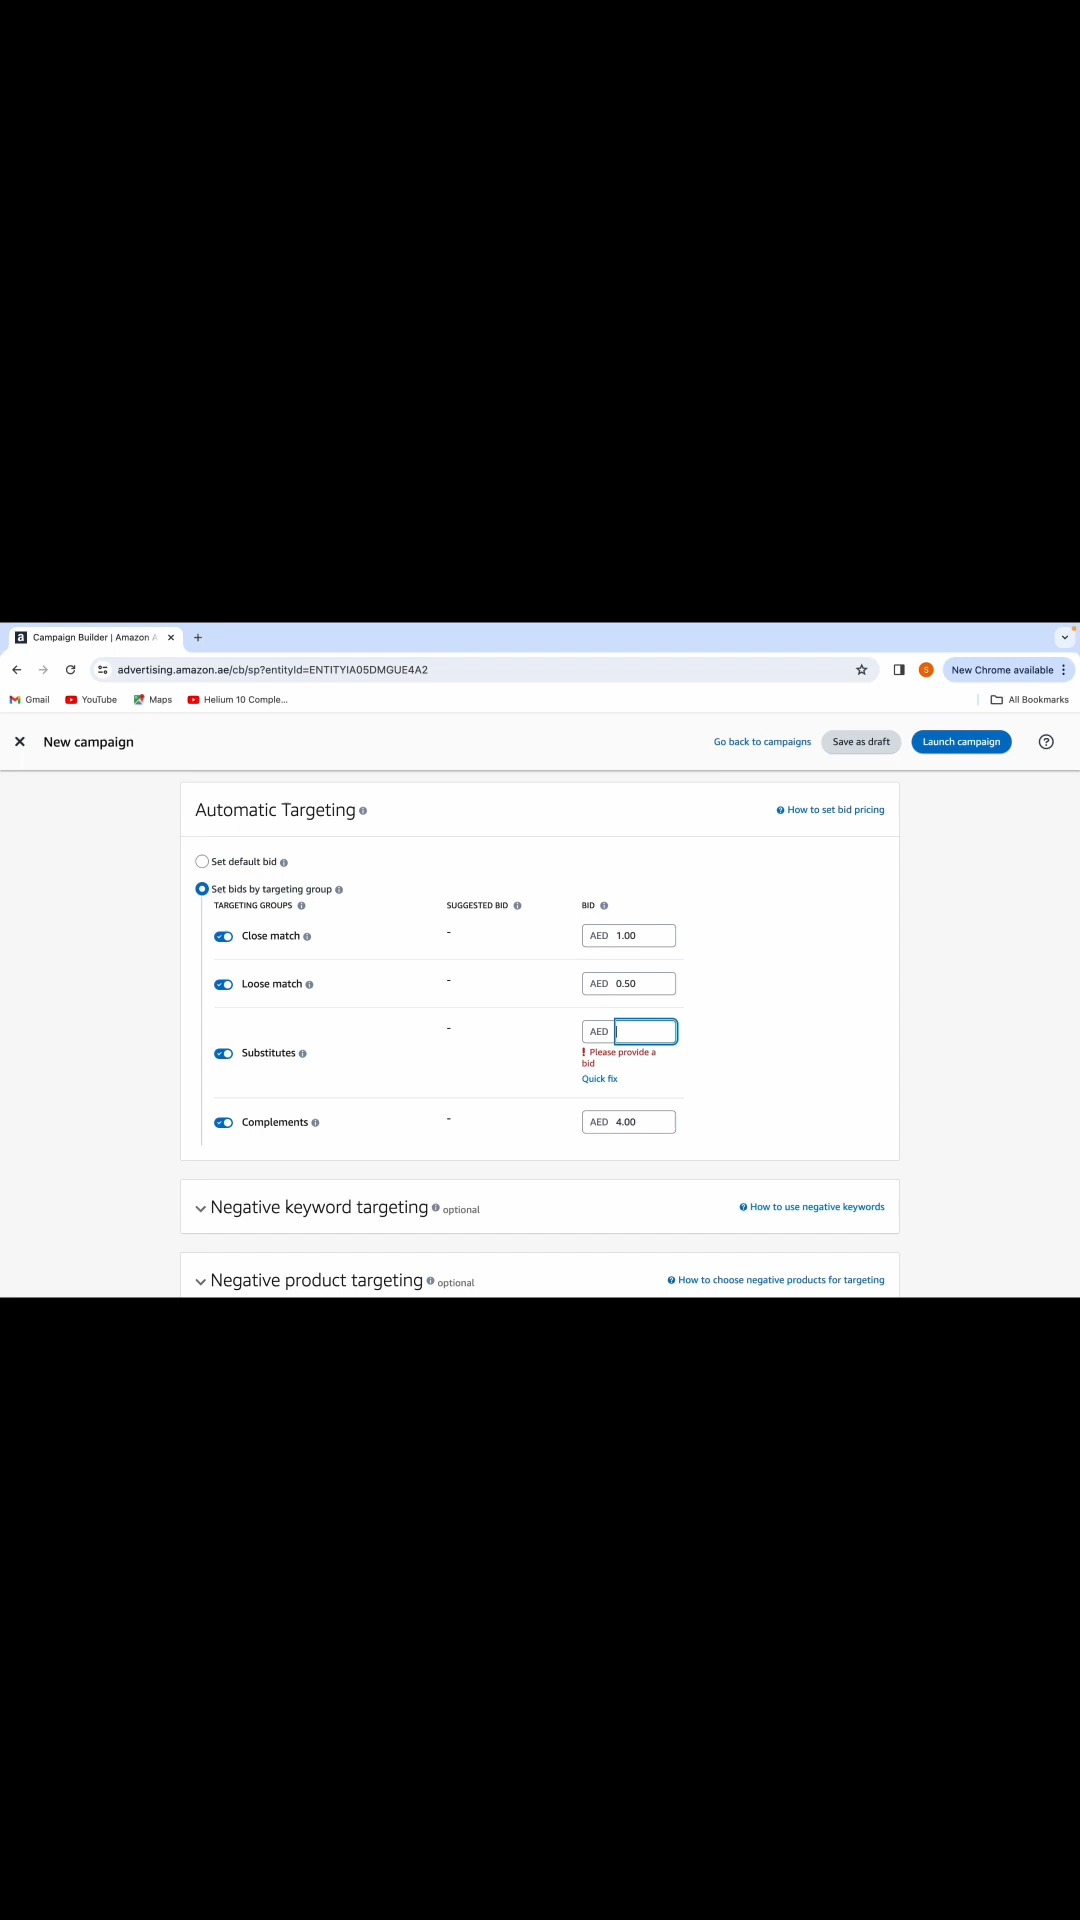 Campaign Builder | Amazon A
advertising.amazon.ae/cb/sp?entityId=ENTITYIA05DMGUE4A2
New Chrome available
Gmail YouTube Maps Helium 10 Comple... All Bookmarks
New campaign Go back to campaigns Save as draft Launch campaign
Automatic Targeting How to set bid pricing
Set default bid
Set bids by targeting group
TARGETING GROUPS SUGGESTED BID BID
Close match - AED 1.00
Loose match - AED 0.50
Substitutes - AED
Please provide a
bid
Quick fix
Complements - AED 4.00
Negative keyword targeting optional How to use negative keywords
Negative product targeting optional How to choose negative products for targeting